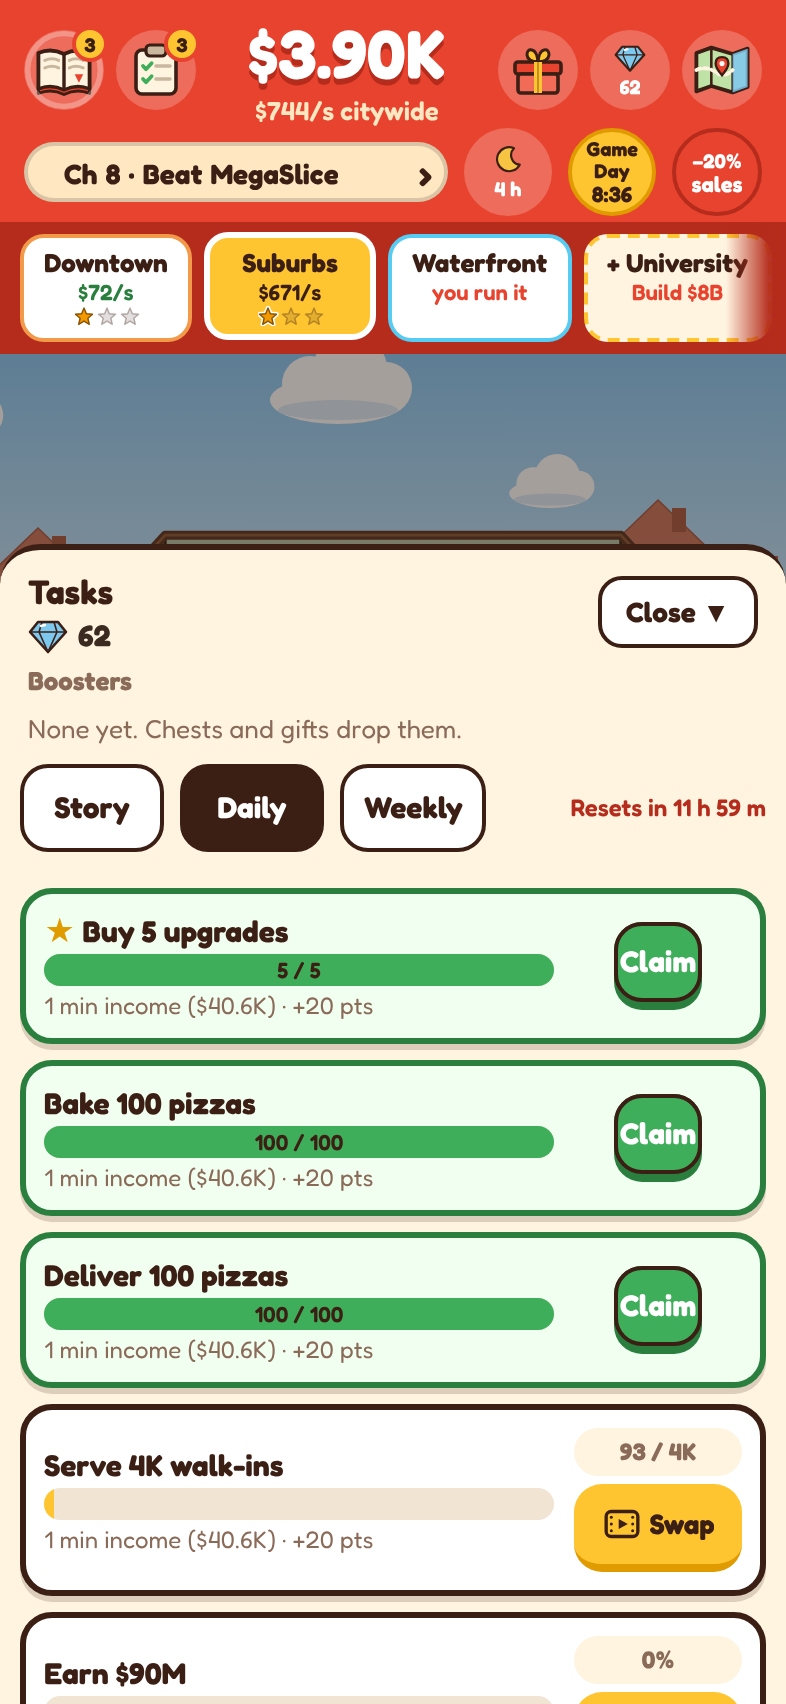 3
3
$3.90K
$744/s citywide
62
Ch 8 · Beat MegaSlice
4 h
Game
Day
8:36
-20%
sales
Downtown
$72/s
Suburbs
$671/s
Waterfront
you run it
+ University
Build $8B
Tasks
62
Close ▼
Boosters
None yet. Chests and gifts drop them.
Story
Daily
Weekly
Resets in 11 h 59 m
★ Buy 5 upgrades
5 / 5
1 min income ($40.6K) · +20 pts
Claim
Bake 100 pizzas
100 / 100
1 min income ($40.6K) · +20 pts
Claim
Deliver 100 pizzas
100 / 100
1 min income ($40.6K) · +20 pts
Claim
Serve 4K walk-ins
93 / 4K
1 min income ($40.6K) · +20 pts
Swap
Earn $90M
0%